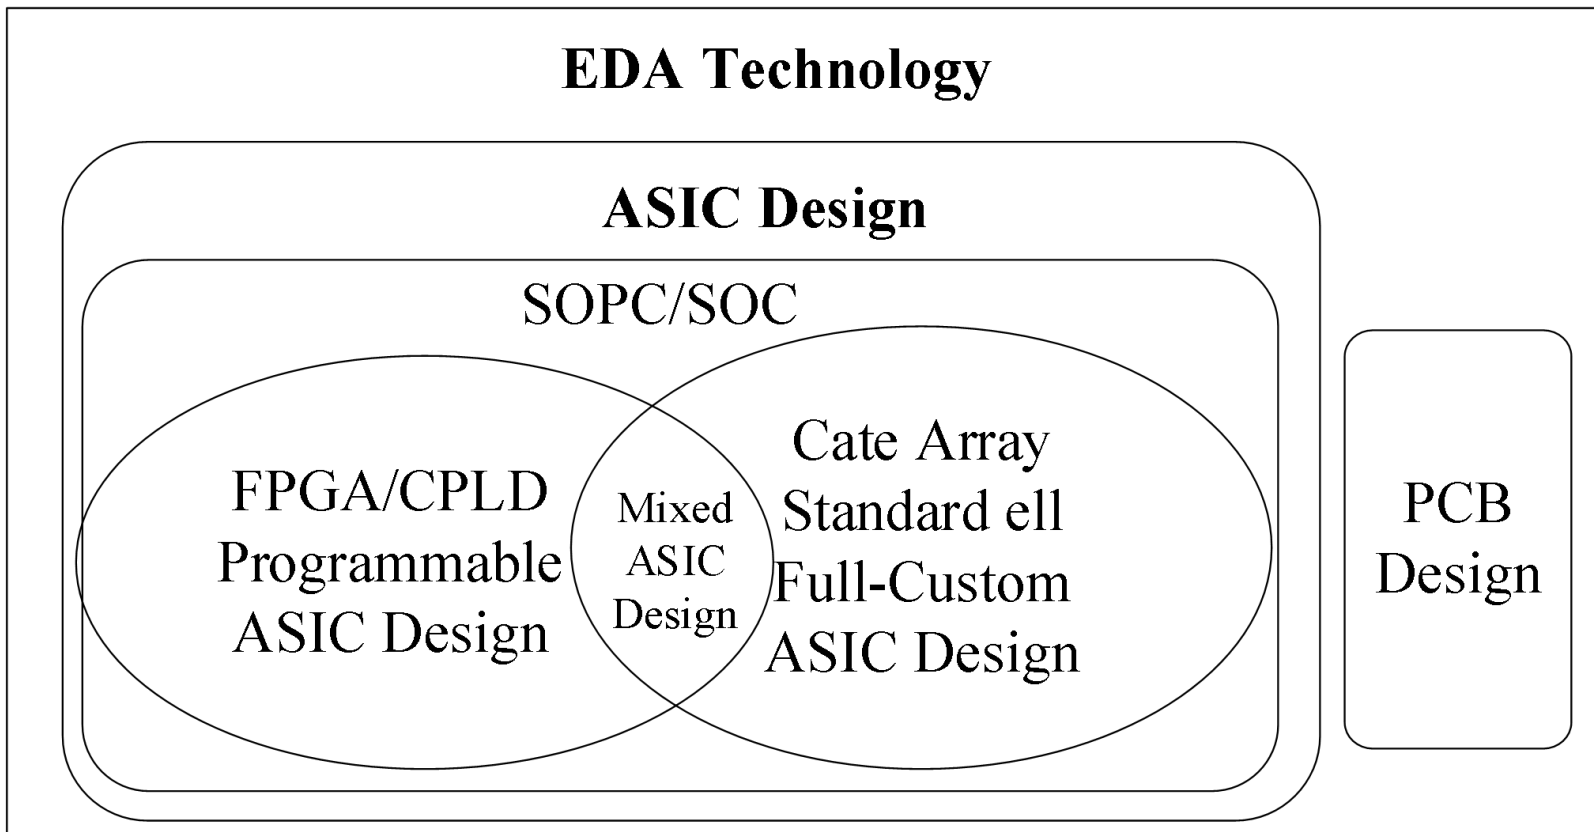 EDA Technology
ASIC Design
SOPC/SOC
FPGA/CPLD
Programmable
ASIC Design
Mixed
ASIC
Design
Cate Array
Standard ell
Full-Custom
ASIC Design
PCB
Design